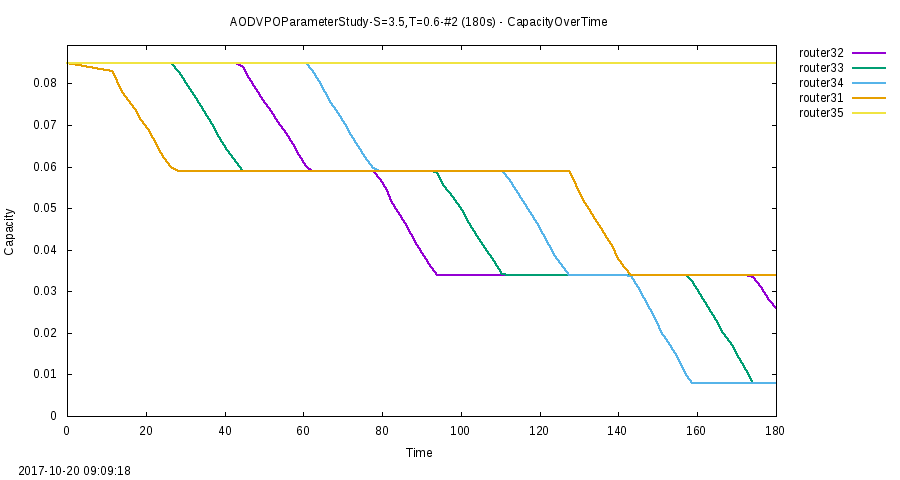 AODVPOParameterStudy-S=3.5,T=0.6-#2 (180s) - CapacityOverTime
router32
router33
router34
router31
router35
Capacity
0.08
0.07
0.06
0.05
0.04
0.03
0.02
0.01
0
0 20 40 60 80 100 120 140 160 180
Time
2017-10-20 09:09:18